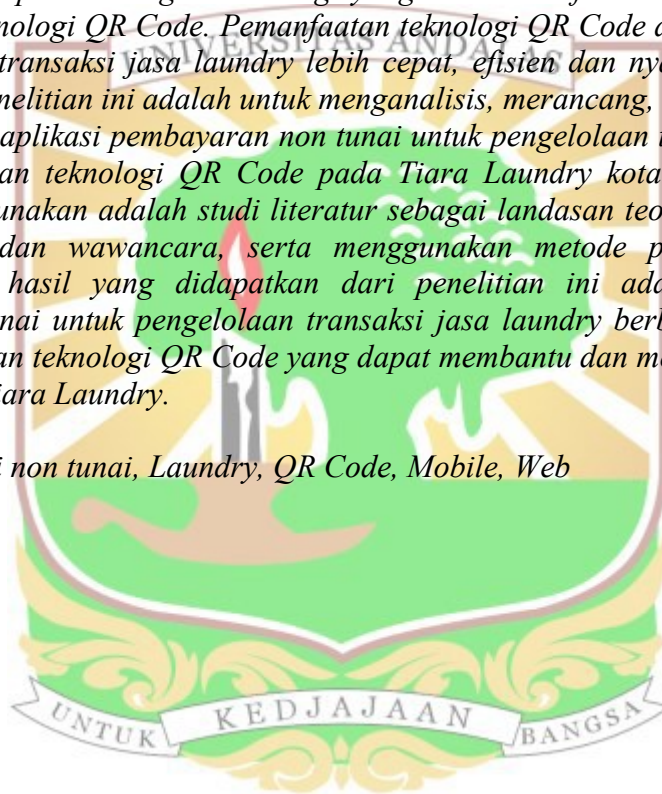 nologi QR Code. Pemanfaatan teknologi QR Code
UNIVERSITAS ANDALAS
transaksi jasa laundry lebih cepat, efisien dan
nelitian ini adalah untuk menganalisis, merancang,
aplikasi pembayaran non tunai untuk pengelolaan
an teknologi QR Code pada Tiara Laundry kota
unakan adalah studi literatur sebagai landasan
dan wawancara, serta menggunakan metode
hasil yang didapatkan dari penelitian ini
nai untuk pengelolaan transaksi jasa laundry
an teknologi QR Code yang dapat membantu dan
iara Laundry.
i non tunai, Laundry, QR Code, Mobile, Web
UNTUK KEDJAJAAN BANGSA